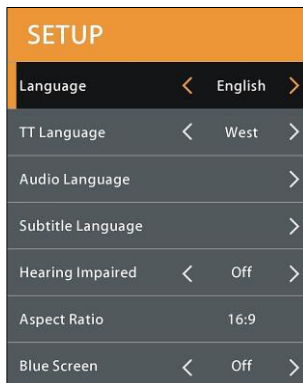 SETUP
Language English
TT Language West
Audio Language
Subtitle Language
Hearing Impaired Off
Aspect Ratio 16:9
Blue Screen Off